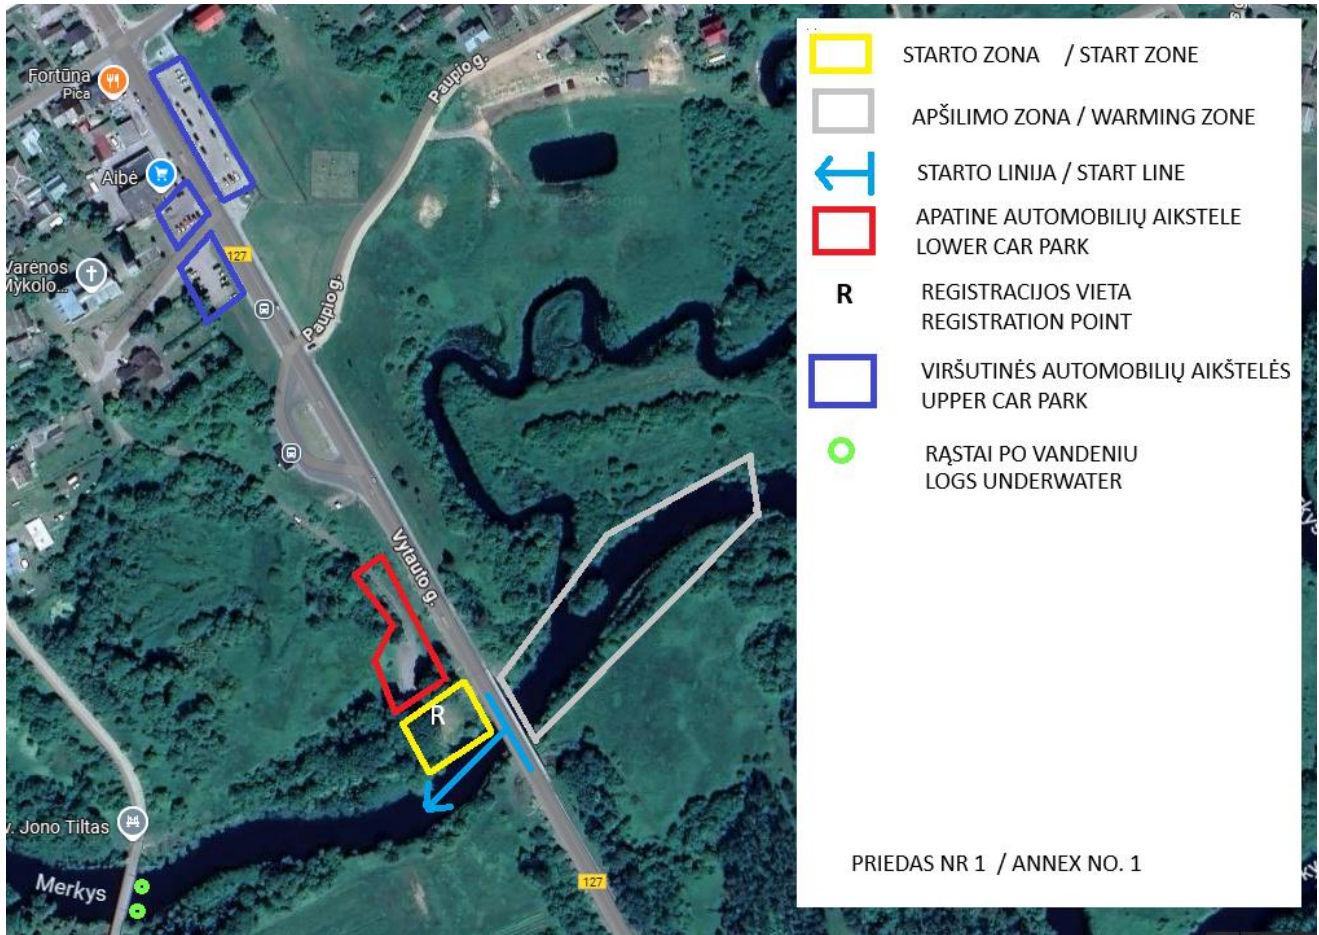 Fortūna
Pica
Aibė
Varėnos
Mykolo...
127
Paupio g.
Paupio g.
Vytauto g.
R
v. Jono Tiltas
Merkys
127
STARTO ZONA / START ZONE
APŠILIMO ZONA / WARMING ZONE
STARTO LINIJA / START LINE
APATINE AUTOMOBILIŲ AIKSTELE
LOWER CAR PARK
R
REGISTRACIJOS VIETA
REGISTRATION POINT
VIRŠUTINĖS AUTOMOBILIŲ AIKŠTELĖS
UPPER CAR PARK
RĄSTAI PO VANDENIU
LOGS UNDERWATER
PRIEDAS NR 1 / ANNEX NO. 1